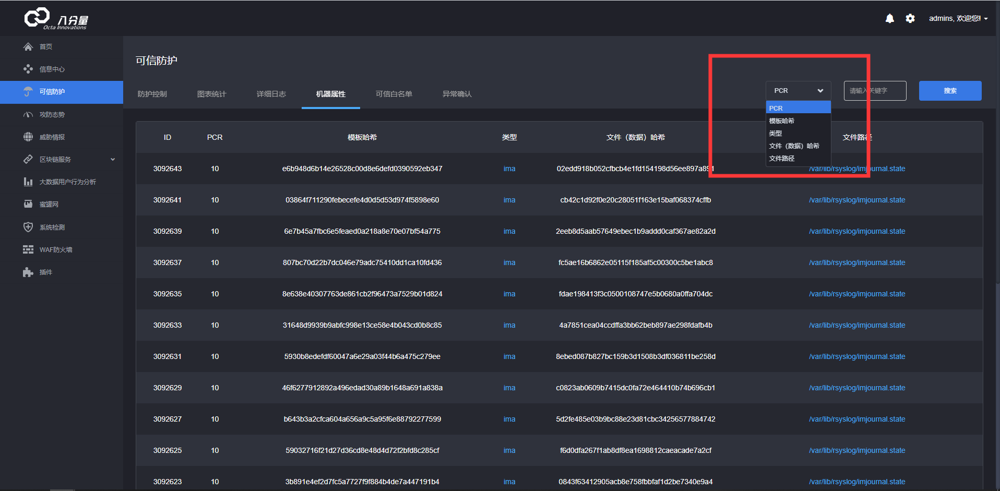 八分量
Octa Innovations
admins, 欢迎您!
首页
信息中心
可信防护
攻防态势
威胁情报
区块链服务
大数据用户行为分析
蜜罐网
系统检测
WAF防火墙
插件
可信防护
防护控制 图表统计 详细日志 机器属性 可信白名单 异常确认
PCR 请输入关键字 搜索
PCR
模板哈希
类型
文件（数据）哈希
文件路径
ID PCR 模板哈希 类型 文件（数据）哈希 文件路径
3092643 10 e6b948d6b14e26528c00d8e6defd0390592eb347 ima 02edd918b052cfbcb4e1fd154198d56ee897a891 /var/lib/rsyslog/imjournal.state
3092641 10 03864f711290febecefe4d0d5d53d974f5898e60 ima cb42c1d92f0e20c28051f163e15baf068374cffb /var/lib/rsyslog/imjournal.state
3092639 10 6e7b45a7fbc6e5feaed0a218a8e70e07bf54a775 ima 2eeb8d5aab57649ebec1b9addd0caf367ae82a2d /var/lib/rsyslog/imjournal.state
3092637 10 807bc70d22b7dc046e79adc75410dd1ca10fd436 ima fc5ae16b6862e05115f185af5c00300c5be1abc8 /var/lib/rsyslog/imjournal.state
3092635 10 8e638e40307763de861cb2f96473a7529b01d824 ima fdae198413f3c0500108747e5b0680a0ffa704dc /var/lib/rsyslog/imjournal.state
3092633 10 31648d9939b9abfc998e13ce58e4b043cd0b8c85 ima 4a7851cea04ccdffa3bb62beb897ae298fdafb4b /var/lib/rsyslog/imjournal.state
3092631 10 5930b8edefdf60047a6e29a03f44b6a475c279ee ima 8ebed087b827bc159b3d1508b3df036811be258d /var/lib/rsyslog/imjournal.state
3092629 10 46f6277912892a496edad30a89b1648a691a838a ima c0823ab0609b7415dc0fa72e464410b74b696cb1 /var/lib/rsyslog/imjournal.state
3092627 10 b643b3a2cfca604a656a9c5a95f6e88792277599 ima 5d2fe485e03b9bc88e23d81cbc34256577884742 /var/lib/rsyslog/imjournal.state
3092625 10 59032716f21d27d36cd8e48d4d72f2bfd8c285cf ima f6d0dfa267f1ab8df8ea1698812caeacade7a2cf /var/lib/rsyslog/imjournal.state
3092623 10 3b891e4ef2d7fc5a7727f9f884b4de7a447191b4 ima 0843f63412905acb8e758fbbfaf1d2be7340e9a4 /var/lib/rsyslog/imjournal.state